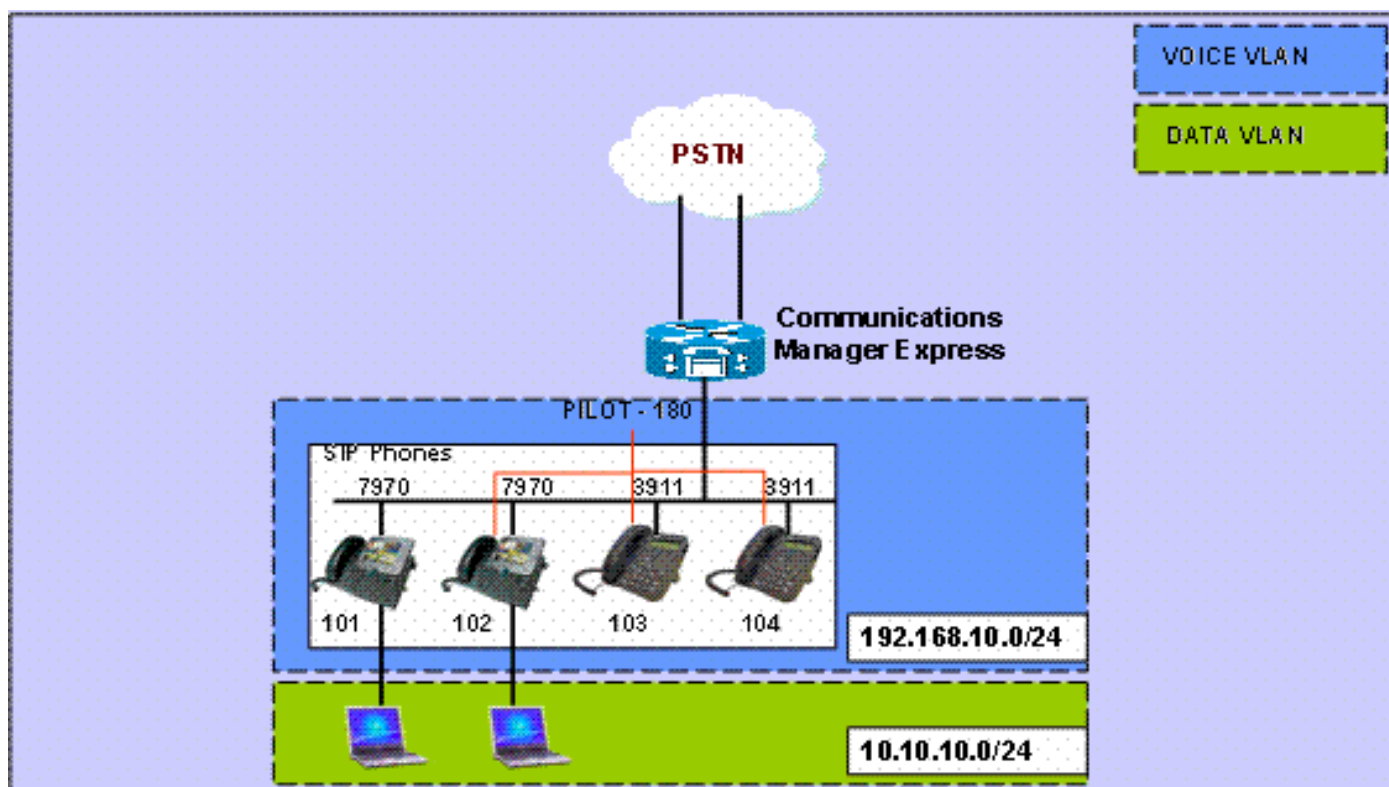 VOICE VLAN
DATA VLAN
PSTN
Communications
Manager Express
PILOT - 180
SIP Phones
7970 7970 3911 3911
101 102 103 104
192.168.10.0/24
10.10.10.0/24